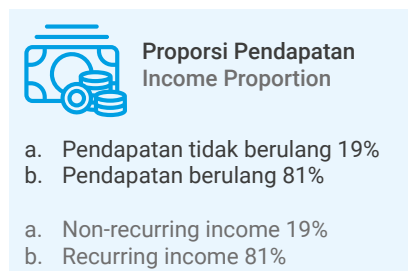 Proporsi Pendapatan
Income Proportion
a. Pendapatan tidak berulang 19%
b. Pendapatan berulang 81%
a. Non-recurring income 19%
b. Recurring income 81%